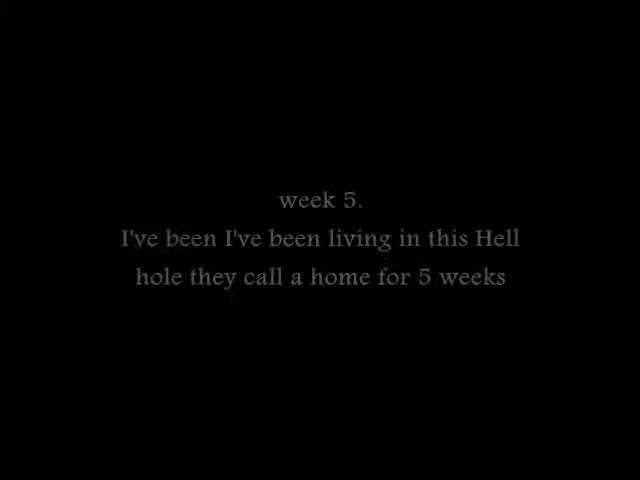 week 5.
I've been I've been living in this Hell
hole they call a home for 5 weeks